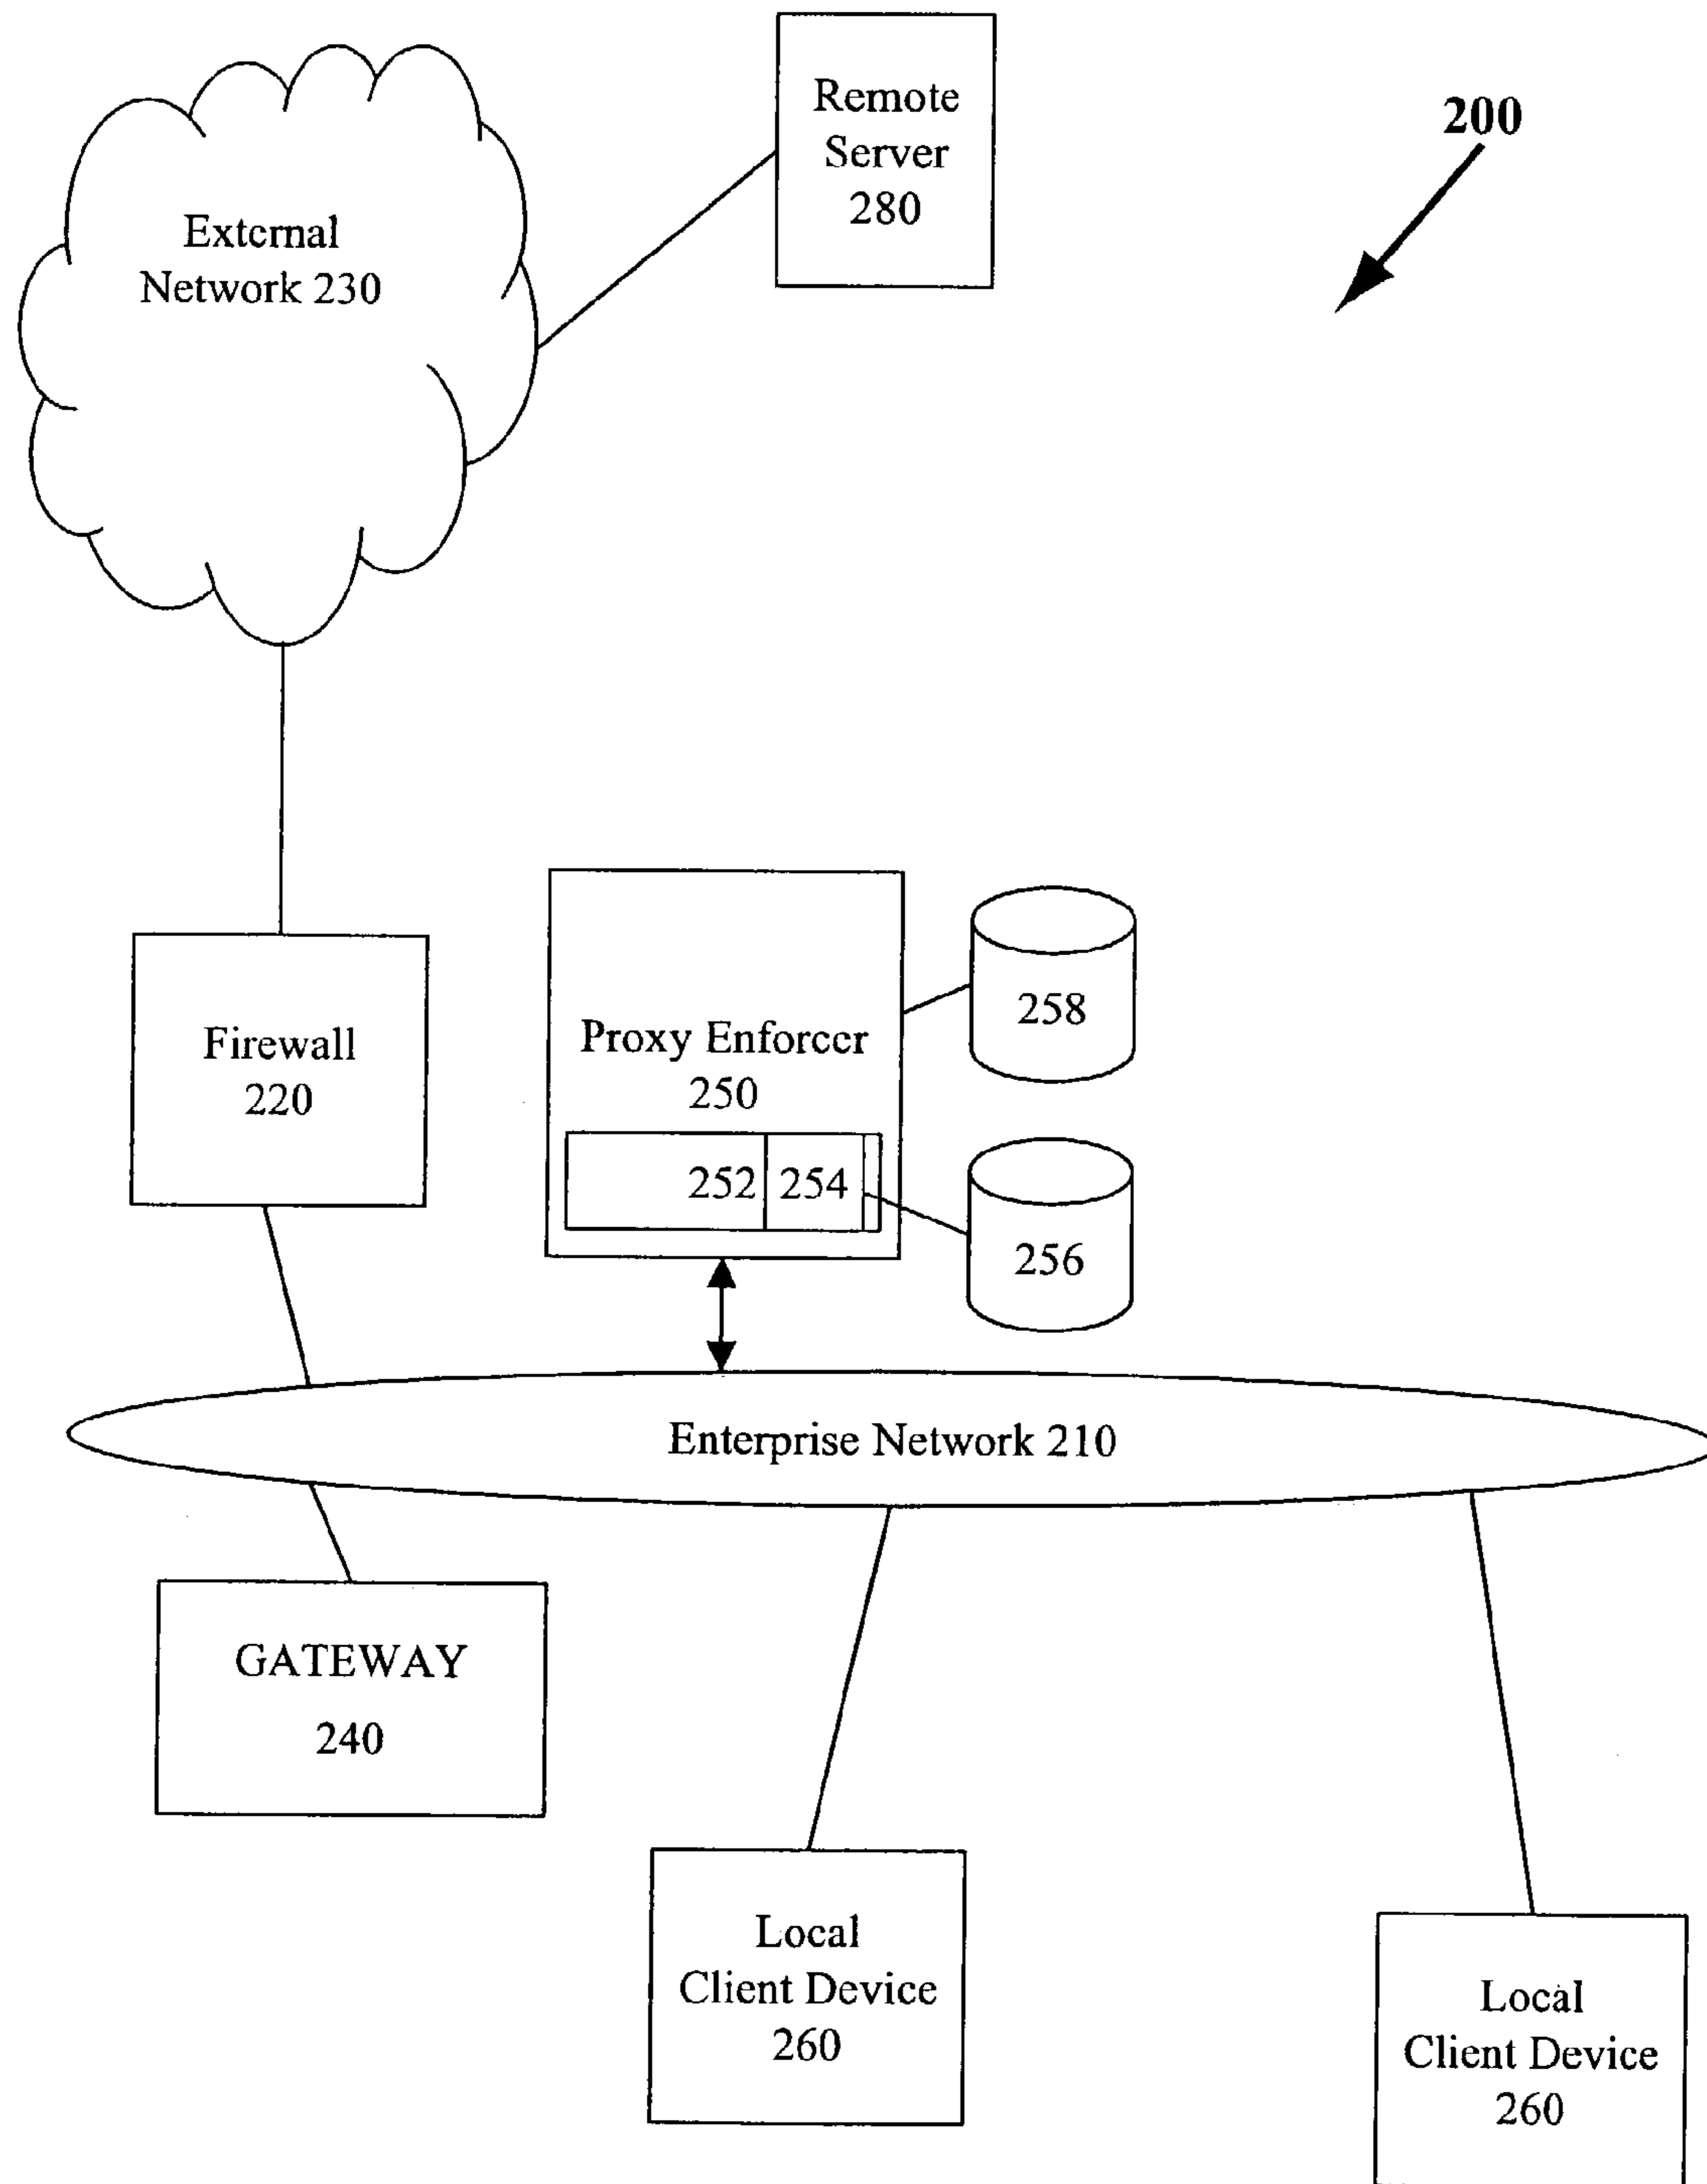 Remote
Server
280
200
External
Network 230
Firewall
220
Proxy Enforcer
250
252
254
258
256
Enterprise Network 210
GATEWAY
240
Local
Client Device
260
Local
Client Device
260